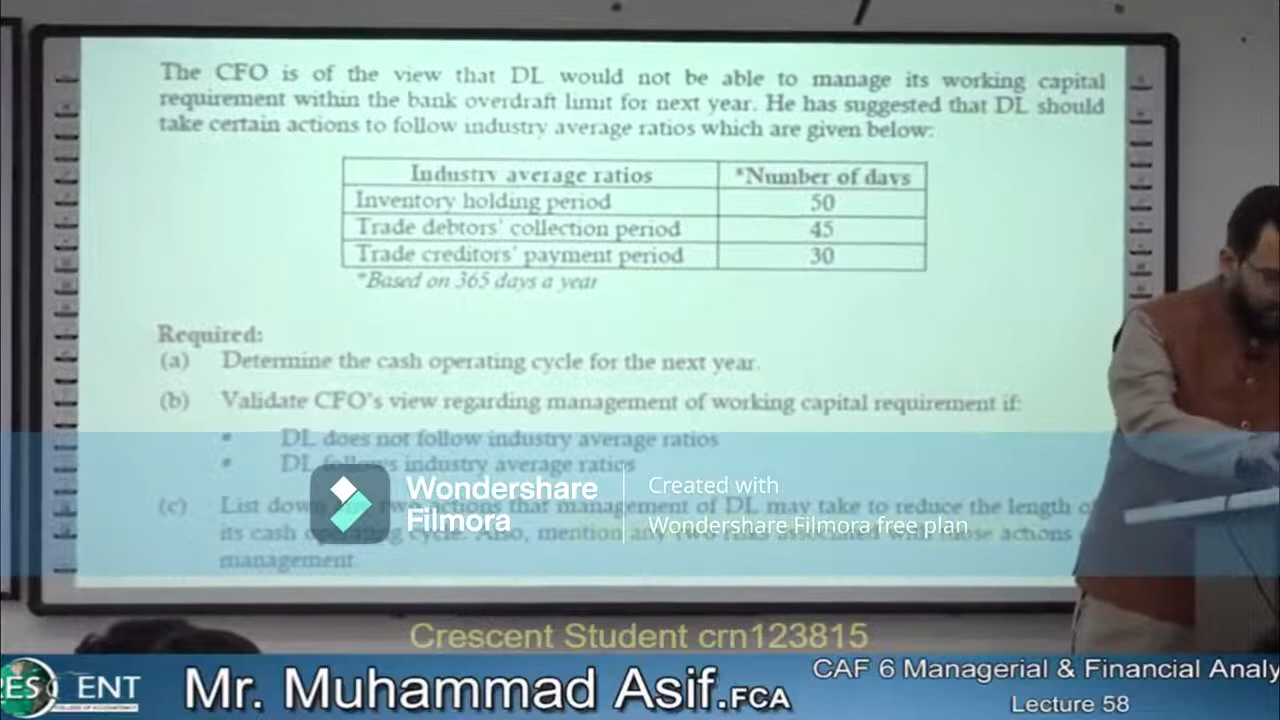 The CFO is of the view that DL would not be able to manage its working capital
requirement within the bank overdraft limit for next year. He has suggested that DL should
take certain actions to follow industry average ratios which are given below:
Industry average ratios *Number of days
Inventory holding period 50
Trade debtors' collection period 45
Trade creditors' payment period 30
*Based on 365 days a year
Required:
(a) Determine the cash operating cycle for the next year.
(b) Validate CFO's view regarding management of working capital requirement if:
DL does not follow industry average ratios
DL follows industry average ratios
Wondershare
Filmora
Created with
Wondershare Filmora free plan
(c) List down actions that management of DL may take to reduce the length
its cash operating cycle. Also, mention any two associated those actions
management
Crescent Student crn123815
ES ENT
Mr. Muhammad Asif.FCA
CAF 6 Managerial & Financial Analy
Lecture 58